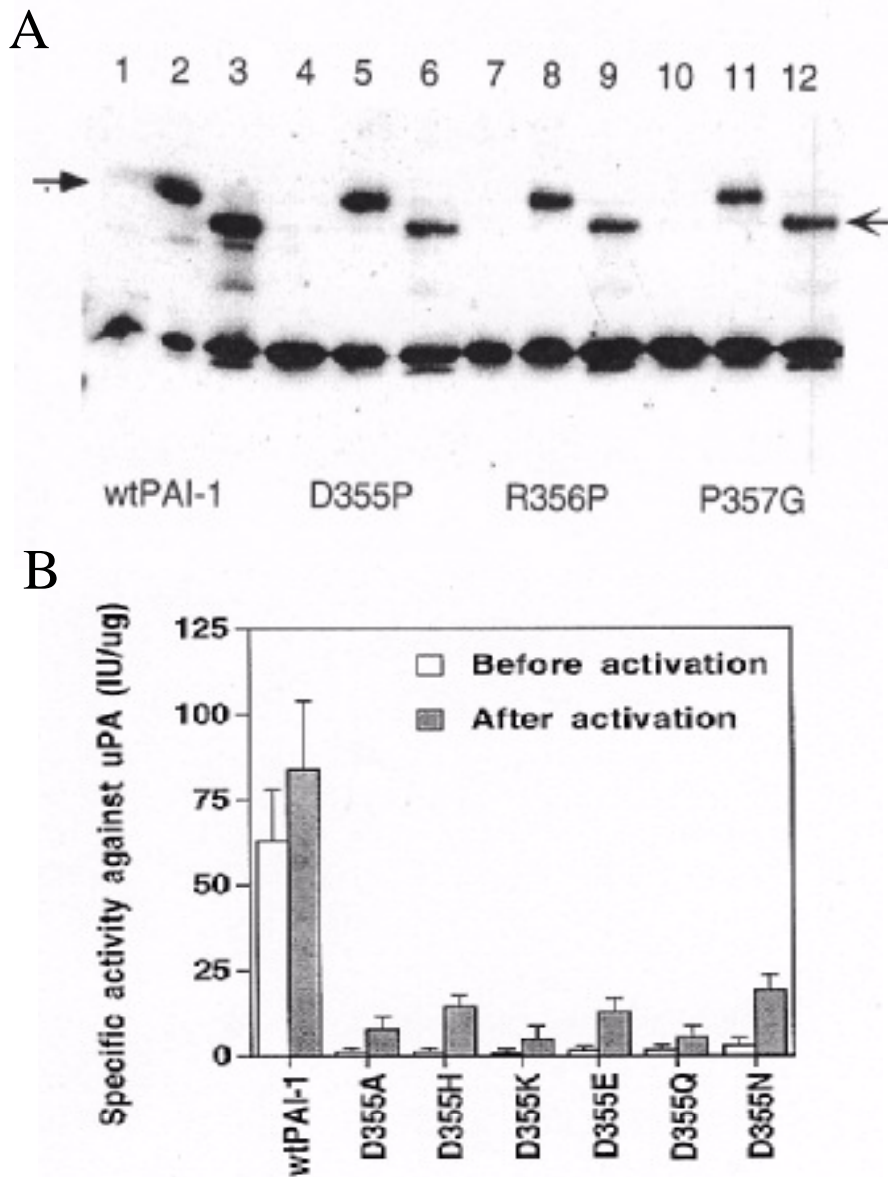 A
1 2 3 4 5 6 7 8 9 10 11 12
wtPAI-1 D355P R356P P357G
B
Specific activity against uPA (IU/ug)
125
100
75
50
25
0
Before activation
After activation
wtPAI-1
D355A
D355H
D355K
D355E
D355Q
D355N